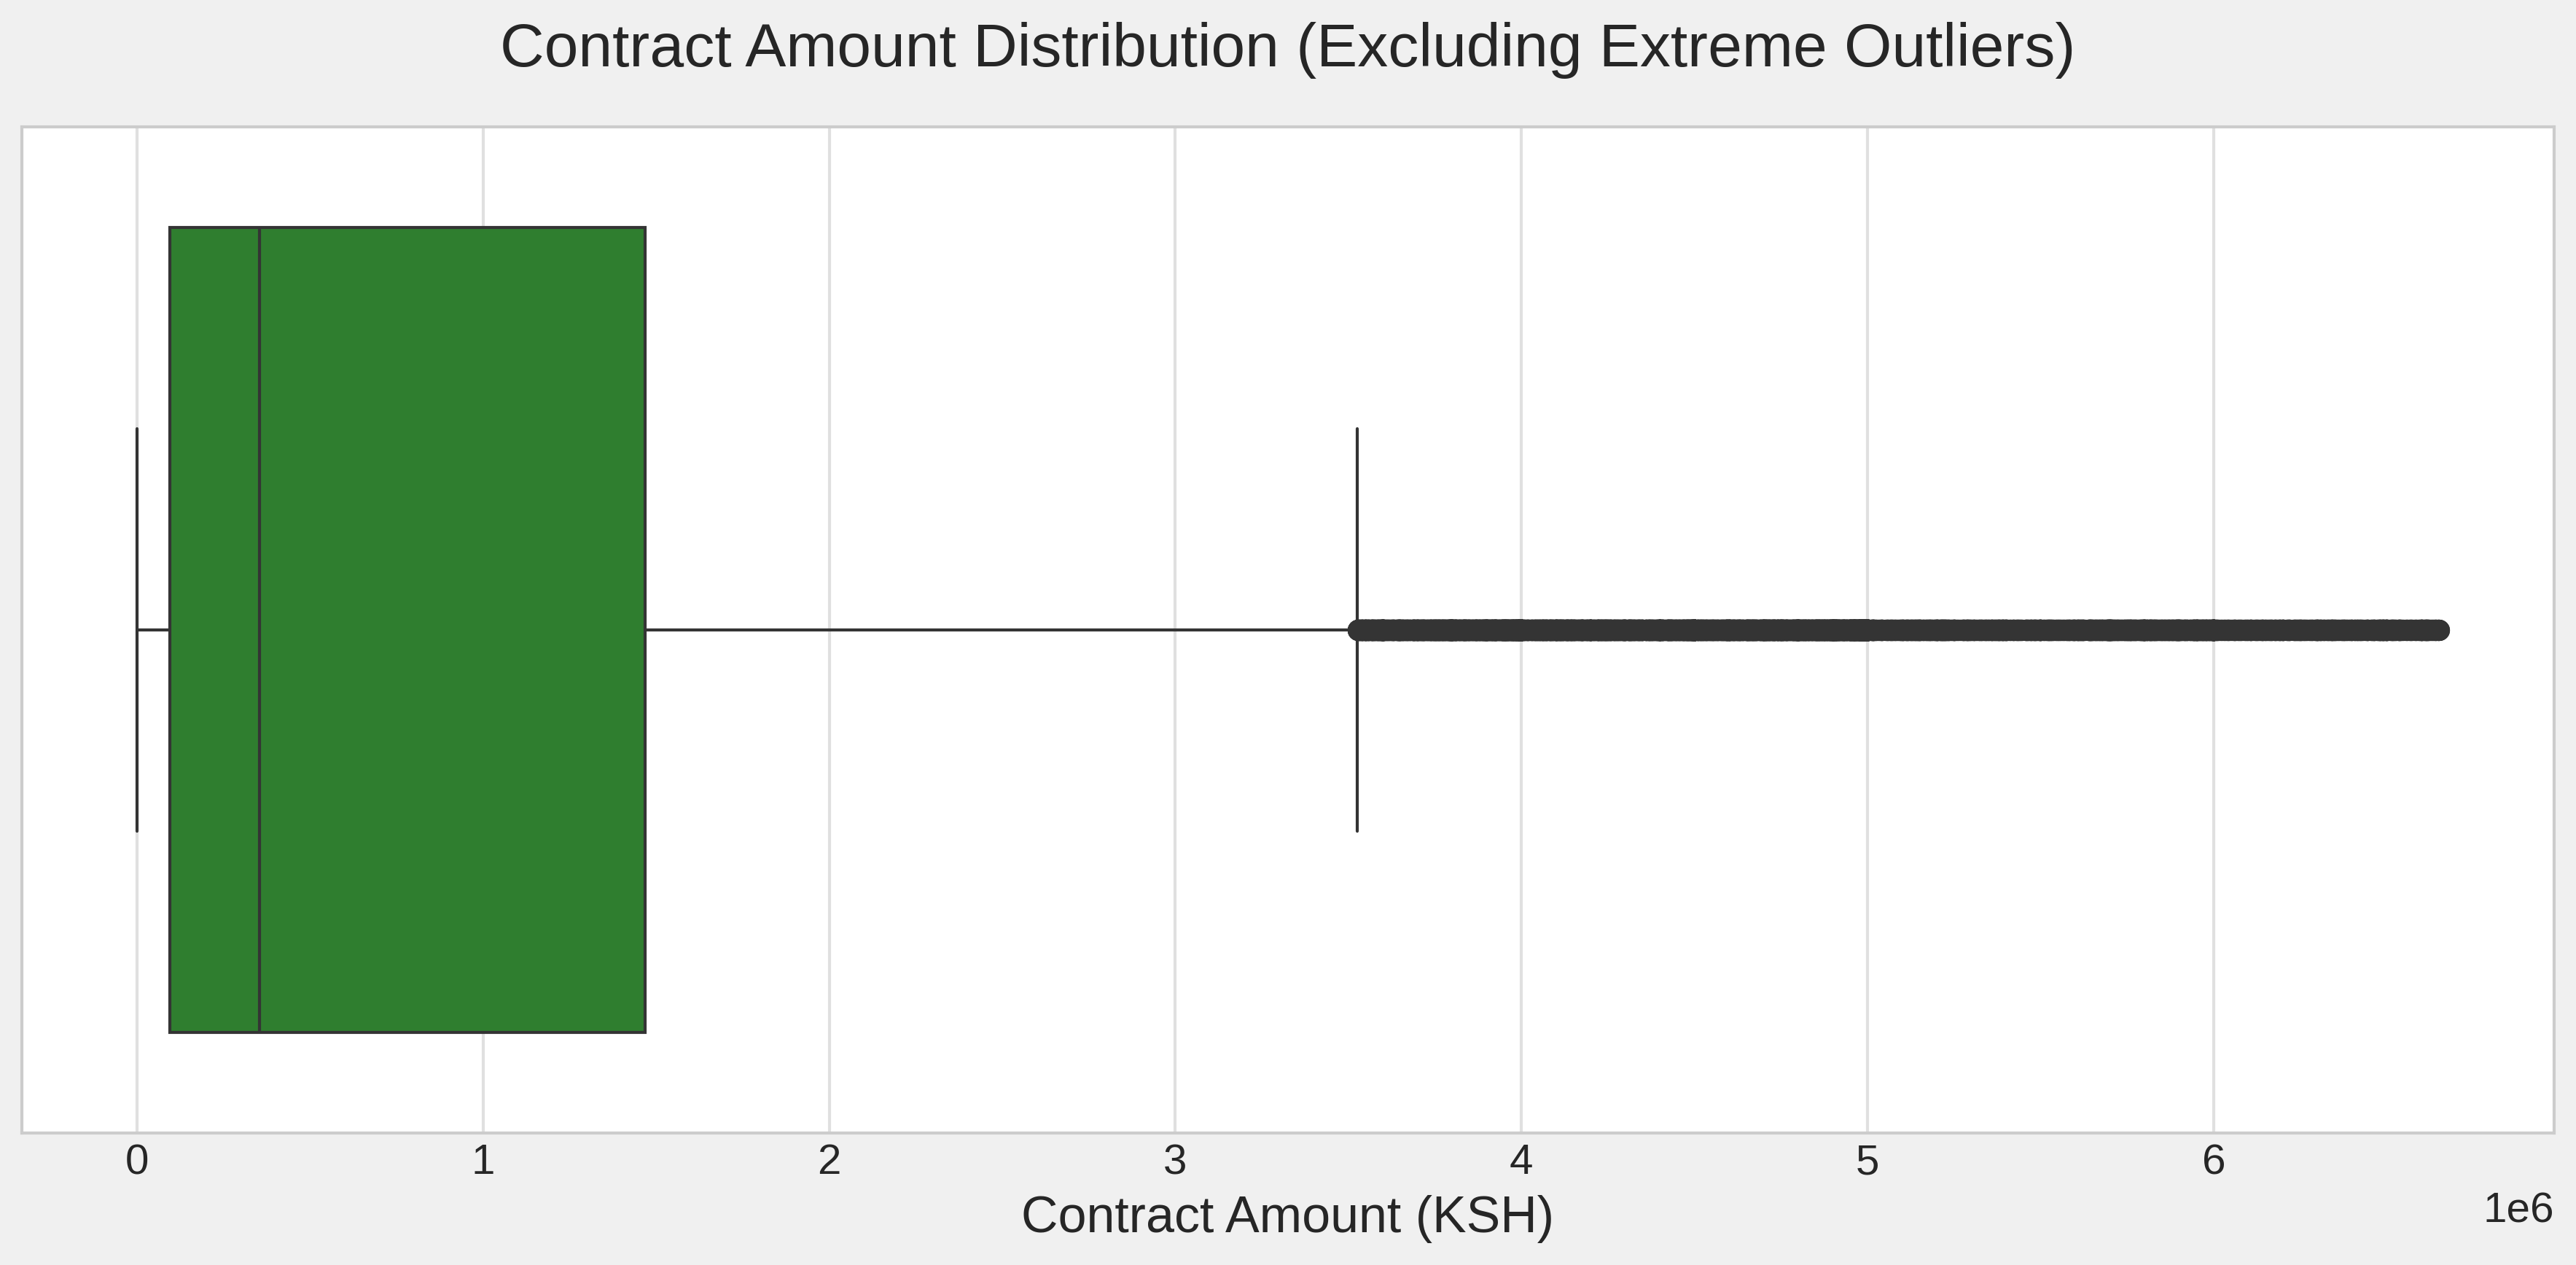 Contract Amount Distribution (Excluding Extreme Outliers)
0 1 2 3 4 5 6
Contract Amount (KSH)
1e6